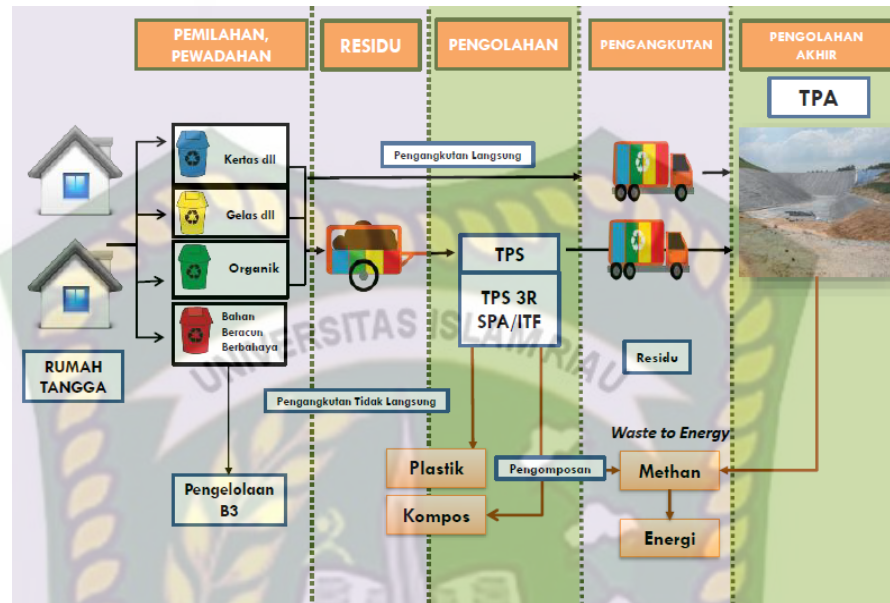 PEMILAHAN,
PEWADAHAN
RESIDU
PENGOLAHAN
PENGANGKUTAN
PENGOLAHAN
AKHIR
TPA
Kertas dll
Pengangkutan Langsung
Gelas dll
Organik
TPS
TPS 3R
SPA/ITF
Bahan
Beracun
Berbahaya
UNIVERSITAS ISLAM RIAU
RUMAH
TANGGA
Residu
Pengangkutan Tidak Langsung
Waste to Energy
Plastik
Pengomposan
Methan
Pengelolaan
B3
Kompos
Energi